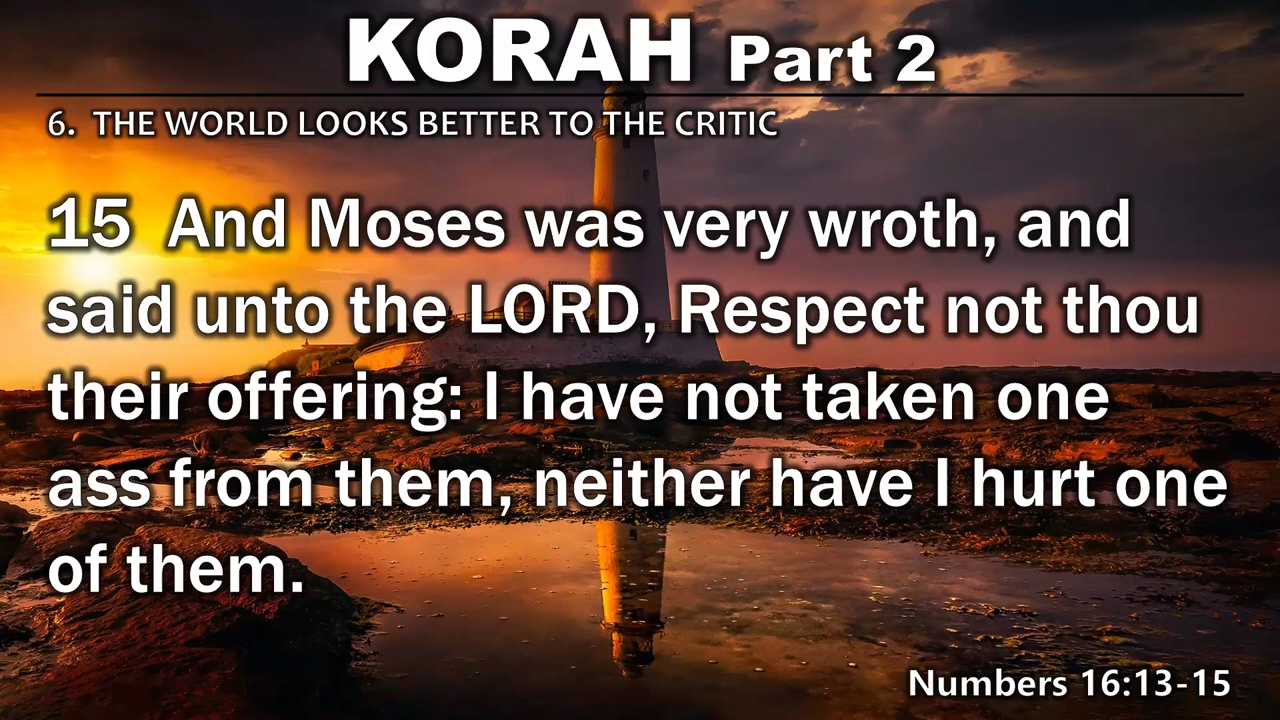 KORAH Part 2
6. THE WORLD LOOKS BETTER TO THE CRITIC
15 And Moses was very wroth, and
said unto the LORD, Respect not thou
their offering: I have not taken one
ass from them, neither have I hurt one
of them.
Numbers 16:13-15